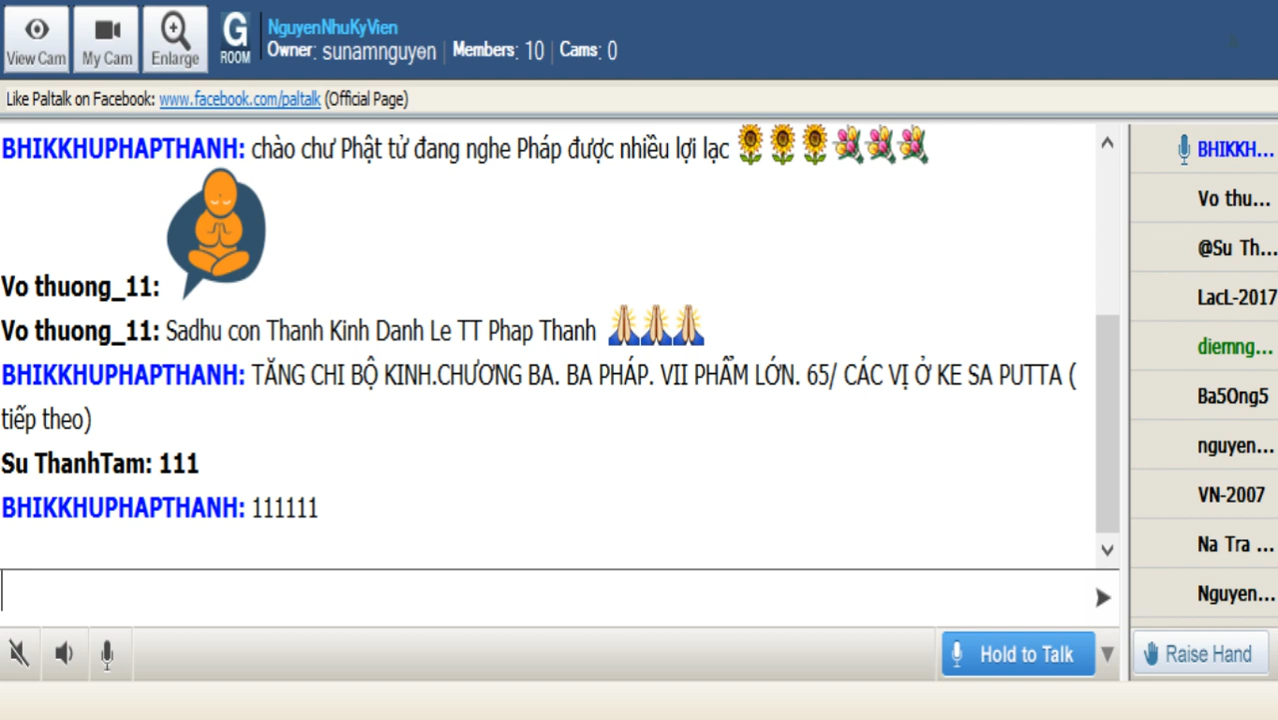 View Cam
My Cam
Enlarge
G
ROOM
NguyenNhuKyVien
Owner: sunamnguyen | Members: 10 | Cams: 0
Like Paltalk on Facebook: www.facebook.com/paltalk (Official Page)
BHIKKHUPHAPTHANH: chào chư Phật tử đang nghe Pháp được nhiều lợi lạc
Vo thuong_11:
Vo thuong_11: Sadhu con Thanh Kinh Danh Le TT Phap Thanh
BHIKKHUPHAPTHANH: TĂNG CHI BỘ KINH.CHƯƠNG BA. BA PHÁP. VII PHẨM LỚN. 65/ CÁC VỊ Ở KE SA PUTTA (
tiếp theo)
Su ThanhTam: 111
BHIKKHUPHAPTHANH: 111111
BHIKKH...
Vo thu...
@Su Th...
LacL-2017
diemng...
Ba5Ong5
nguyen...
VN-2007
Na Tra ...
Nguyen...
Hold to Talk
Raise Hand